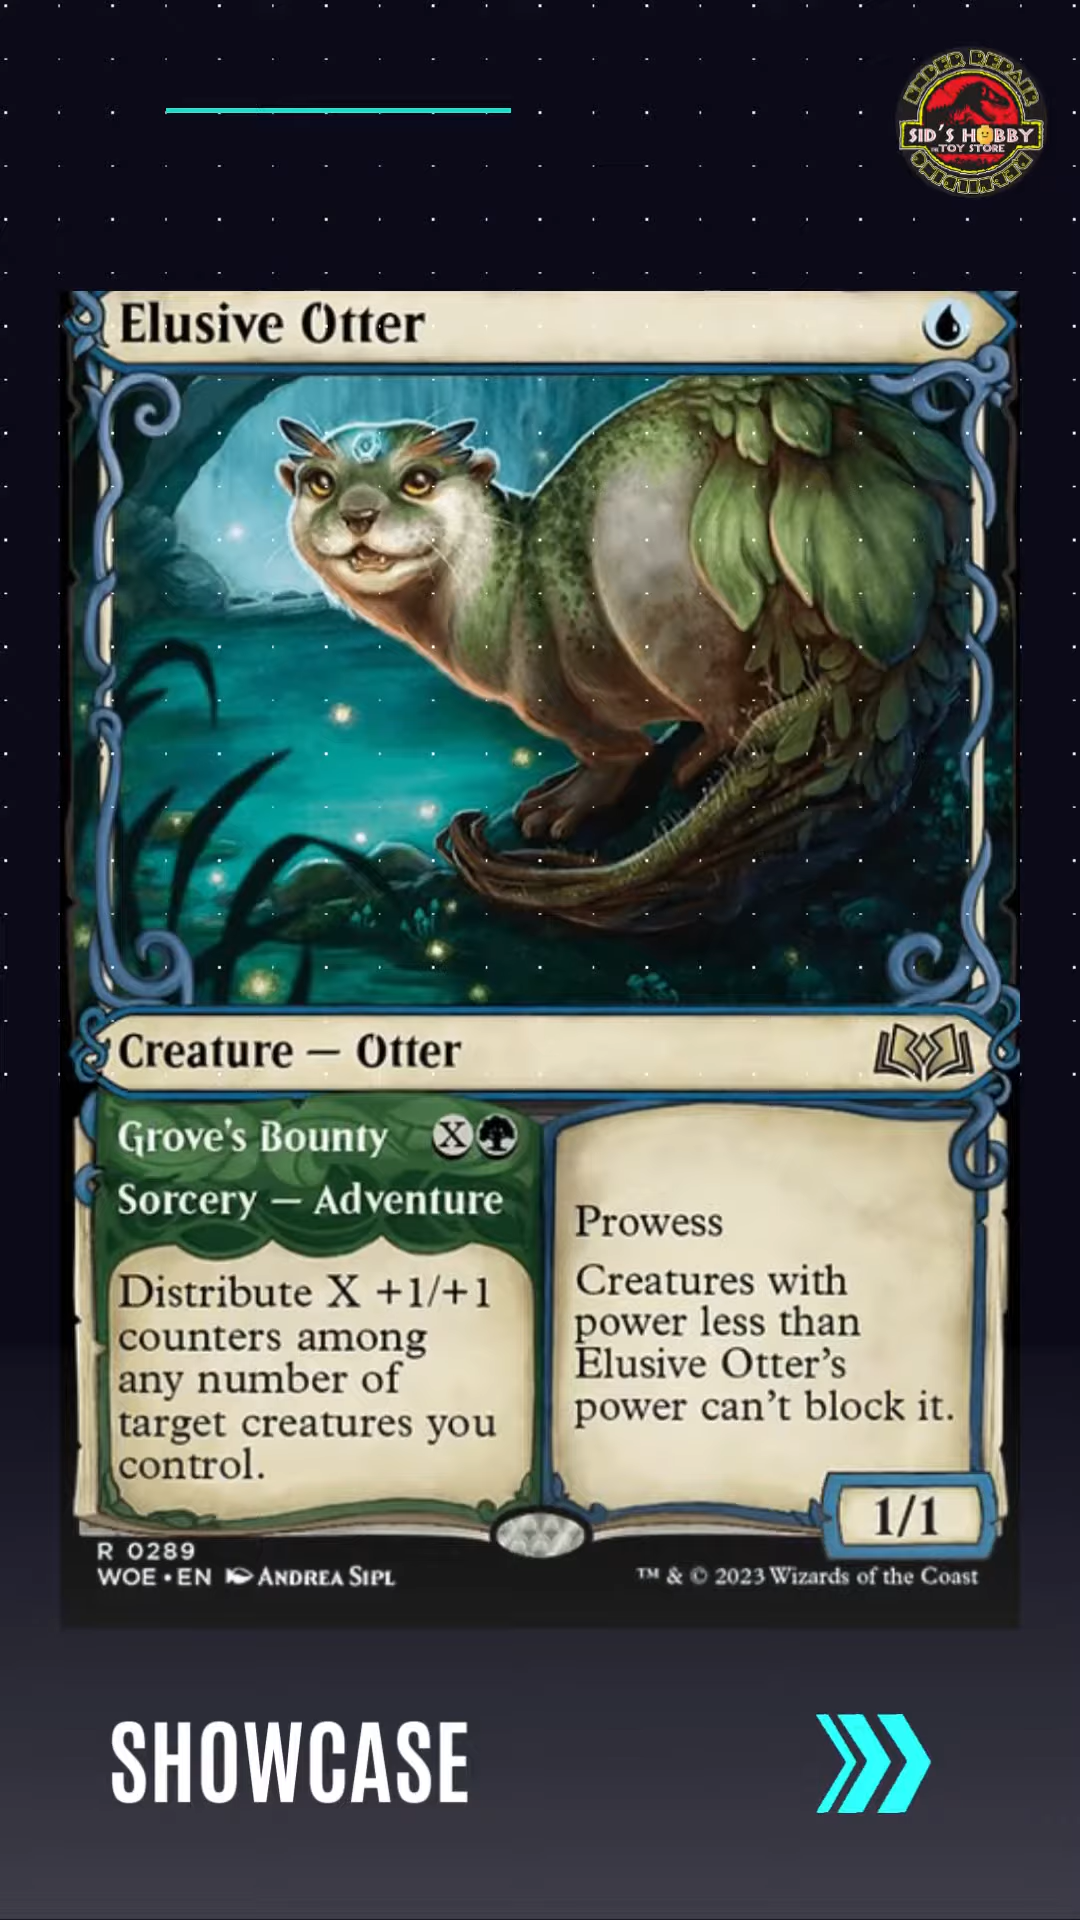 SID'S HOBBY
THE TOY STORE
Elusive Otter
Creature — Otter
Grove's Bounty X
Sorcery — Adventure
Distribute X +1/+1
counters among
any number of
target creatures you
control.
Prowess
Creatures with
power less than
Elusive Otter's
power can't block it.
1/1
R 0289
WOE • EN ANDREA SIPL
™ & © 2023 Wizards of the Coast
SHOWCASE